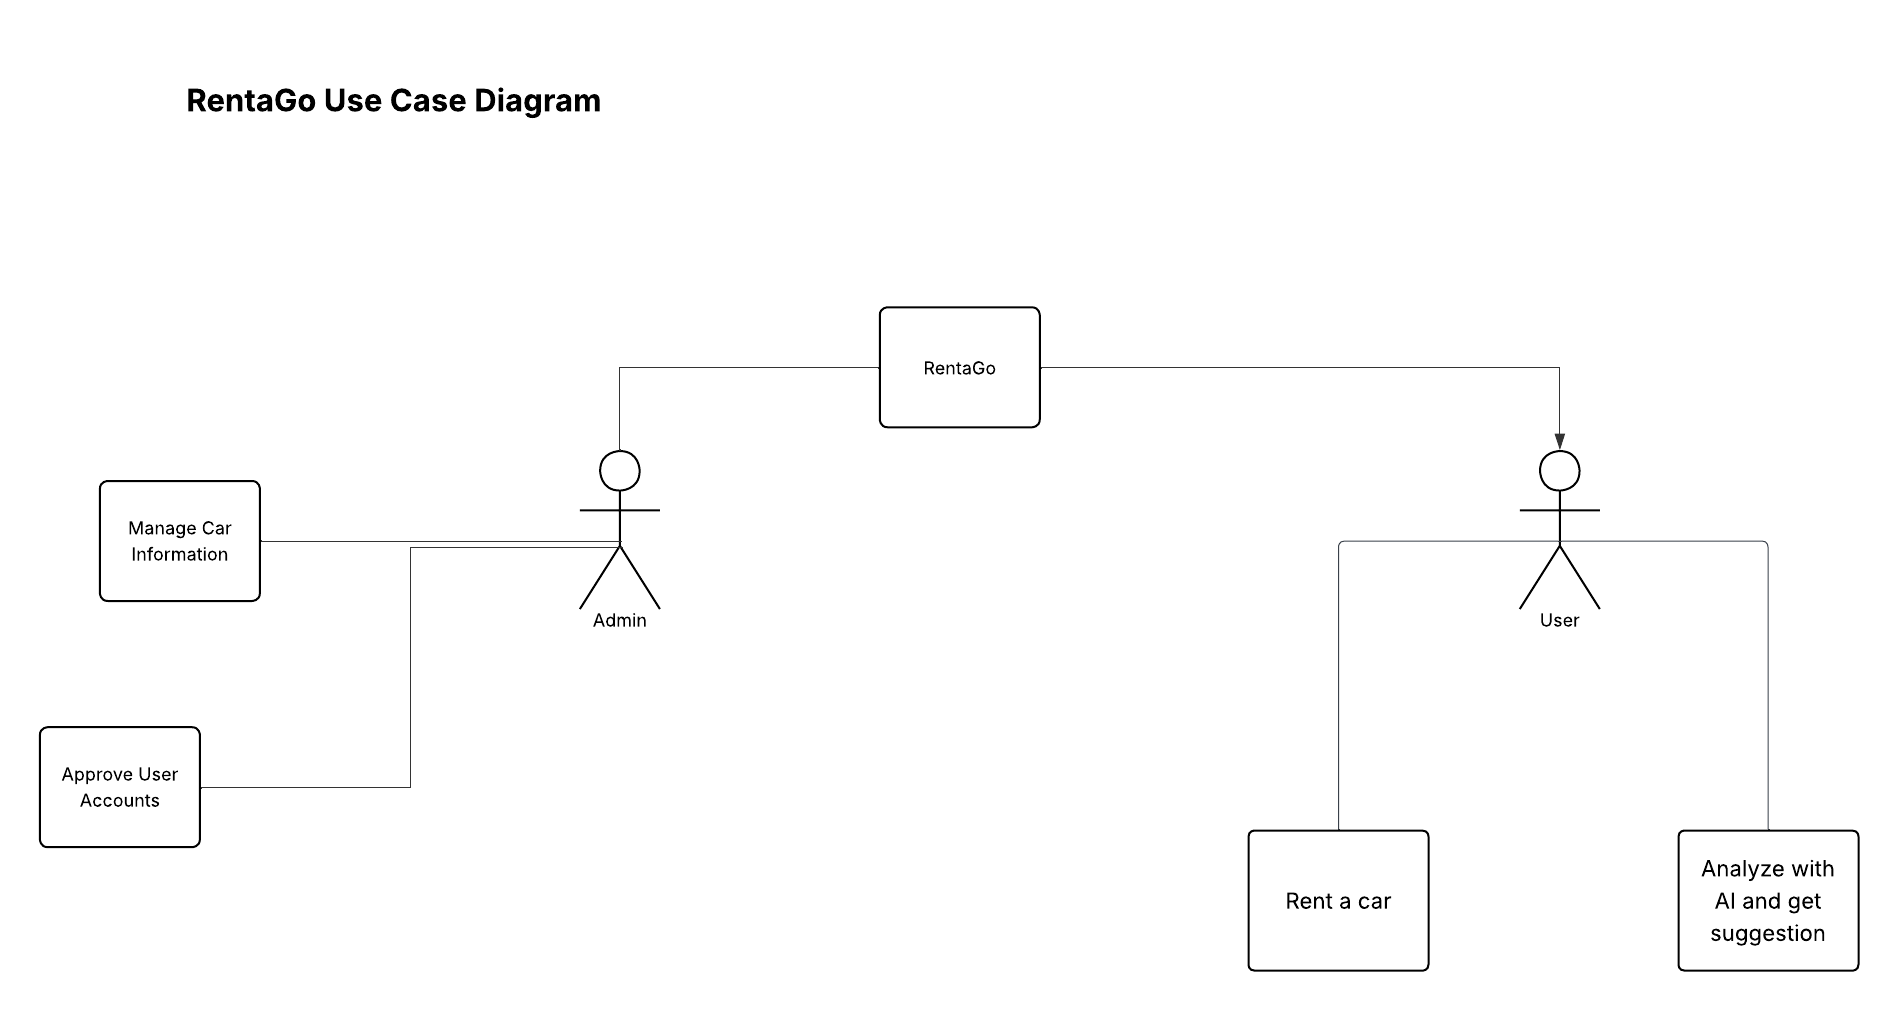 RentaGo Use Case Diagram
RentaGo
Manage Car
Information
Admin
User
Approve User
Accounts
Rent a car
Analyze with
AI and get
suggestion